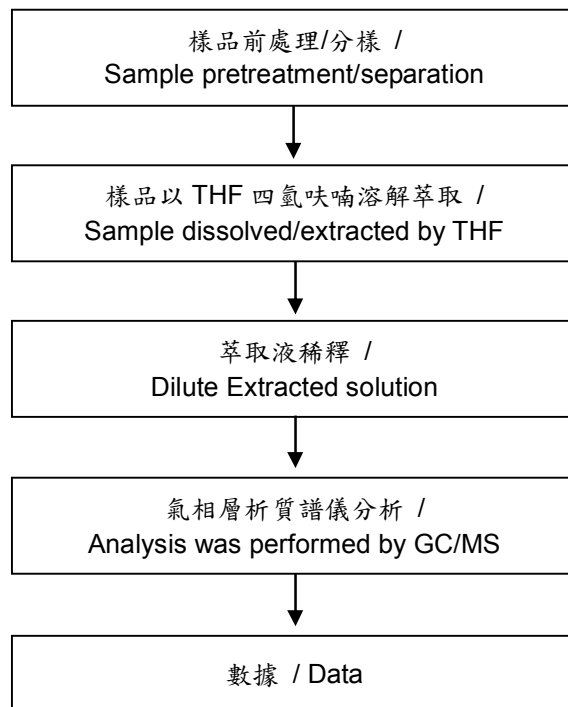 樣品前處理/分樣 /
Sample pretreatment/separation
樣品以 THF 四氫呋喃溶解萃取 /
Sample dissolved/extracted by THF
萃取液稀釋 /
Dilute Extracted solution
氣相層析質譜儀分析 /
Analysis was performed by GC/MS
數據 / Data